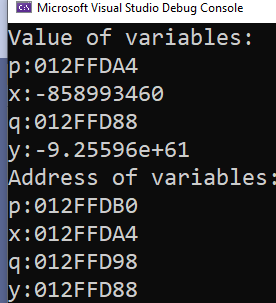 Microsoft Visual Studio Debug Console
Value of variables:
p:012FFDA4
x:-858993460
q:012FFD88
y:-9.25596e+61
Address of variables:
p:012FFDB0
x:012FFDA4
q:012FFD98
y:012FFD88